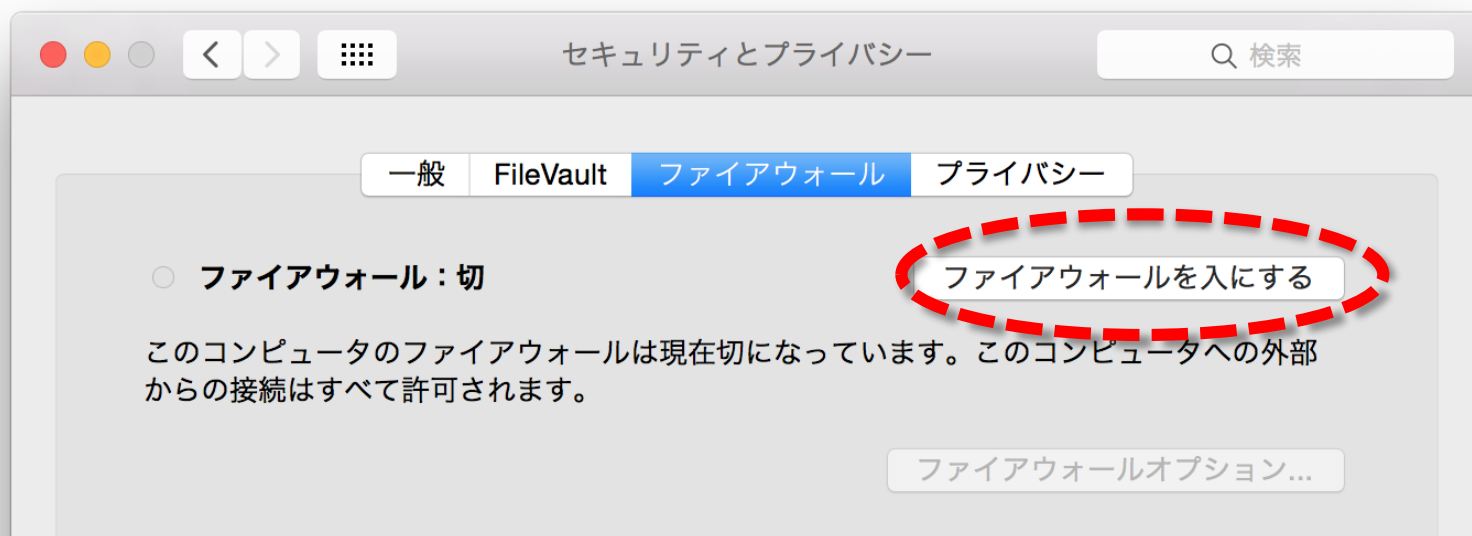 セキュリティとプライバシー
検索
一般 FileVault ファイアウォール プライバシー
ファイアウォール：切
ファイアウォールを入にする
このコンピュータのファイアウォールは現在切になっています。このコンピュータへの外部
からの接続はすべて許可されます。
ファイアウォールオプション...